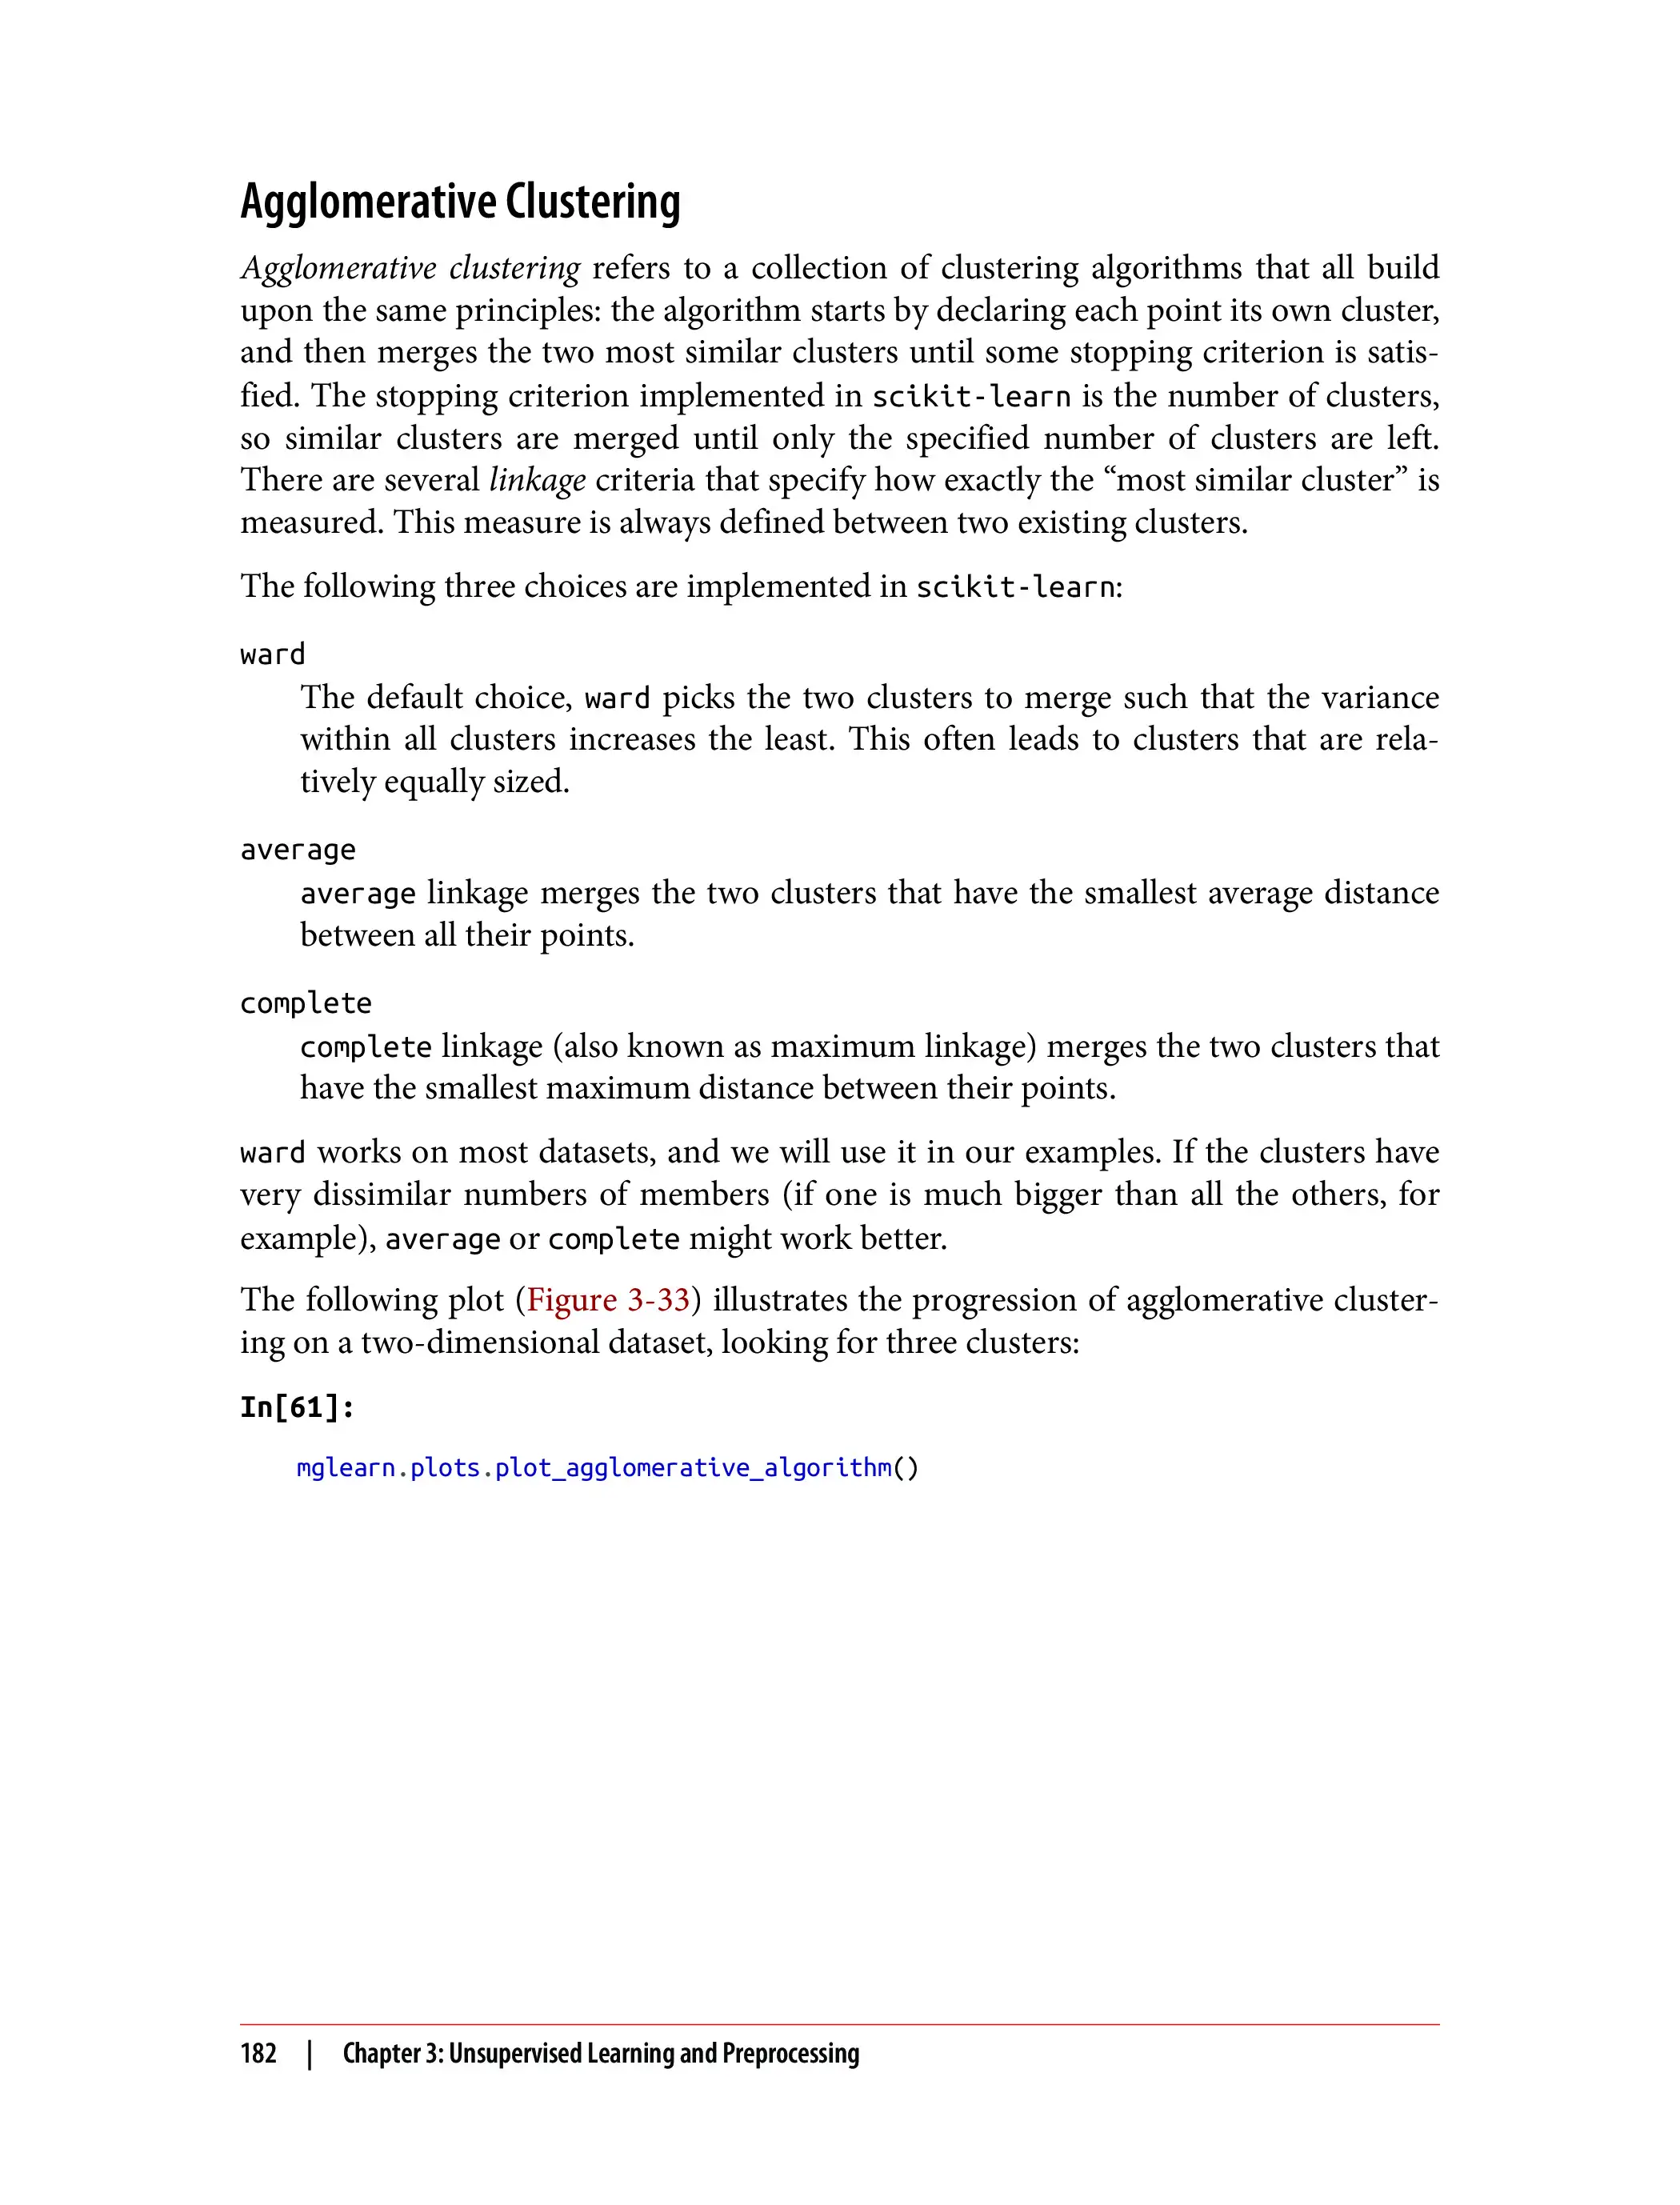 Agglomerative Clustering
Agglomerative clustering refers to a collection of clustering algorithms that all build
upon the same principles: the algorithm starts by declaring each point its own cluster,
and then merges the two most similar clusters until some stopping criterion is satis-
fied. The stopping criterion implemented in scikit-learn is the number of clusters,
so similar clusters are merged until only the specified number of clusters are left.
There are several linkage criteria that specify how exactly the “most similar cluster” is
measured. This measure is always defined between two existing clusters.
The following three choices are implemented in scikit-learn:
ward
The default choice, ward picks the two clusters to merge such that the variance
within all clusters increases the least. This often leads to clusters that are rela-
tively equally sized.
average
average linkage merges the two clusters that have the smallest average distance
between all their points.
complete
complete linkage (also known as maximum linkage) merges the two clusters that
have the smallest maximum distance between their points.
ward works on most datasets, and we will use it in our examples. If the clusters have
very dissimilar numbers of members (if one is much bigger than all the others, for
example), average or complete might work better.
The following plot (Figure 3-33) illustrates the progression of agglomerative cluster-
ing on a two-dimensional dataset, looking for three clusters:
In[61]:
mglearn.plots.plot_agglomerative_algorithm()
182 | Chapter 3: Unsupervised Learning and Preprocessing